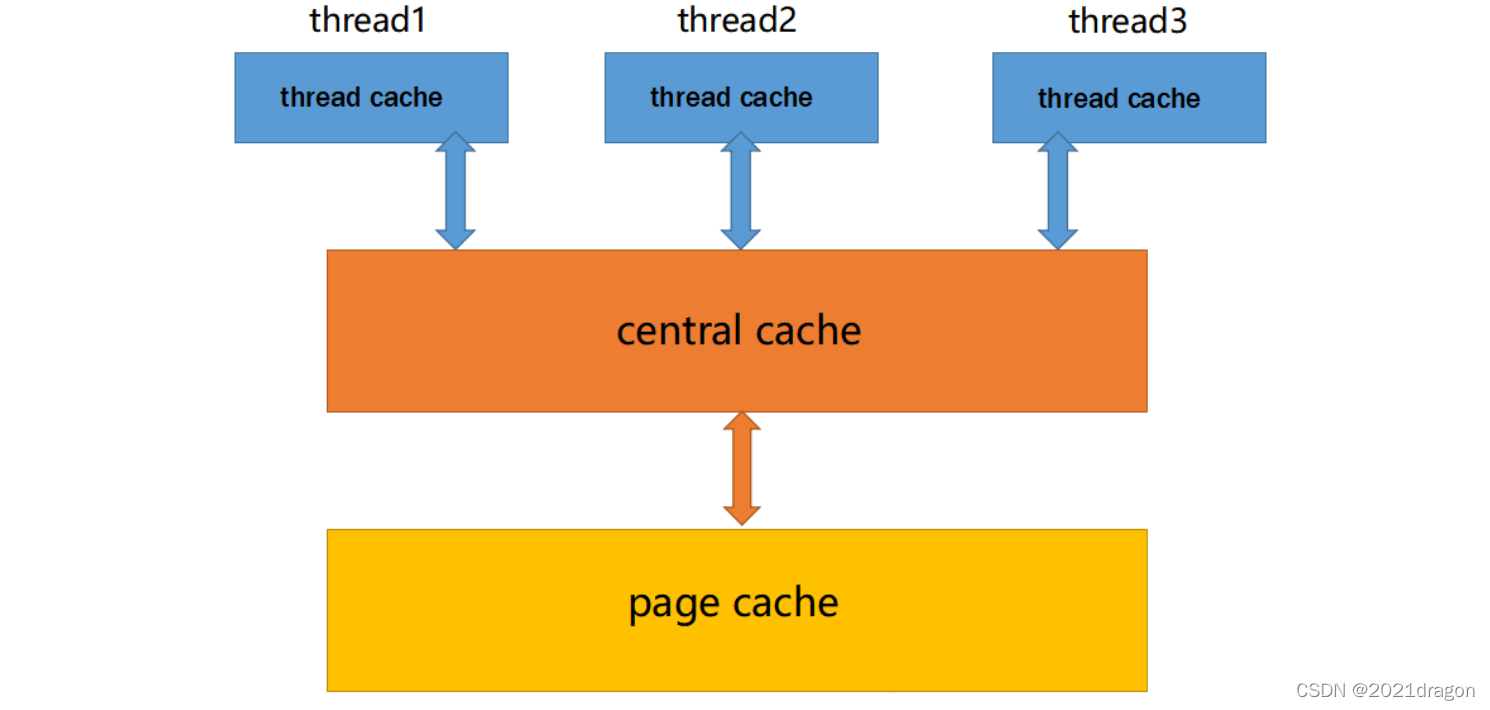 thread1 thread2 thread3
thread cache thread cache thread cache
central cache
page cache
CSDN @2021dragon